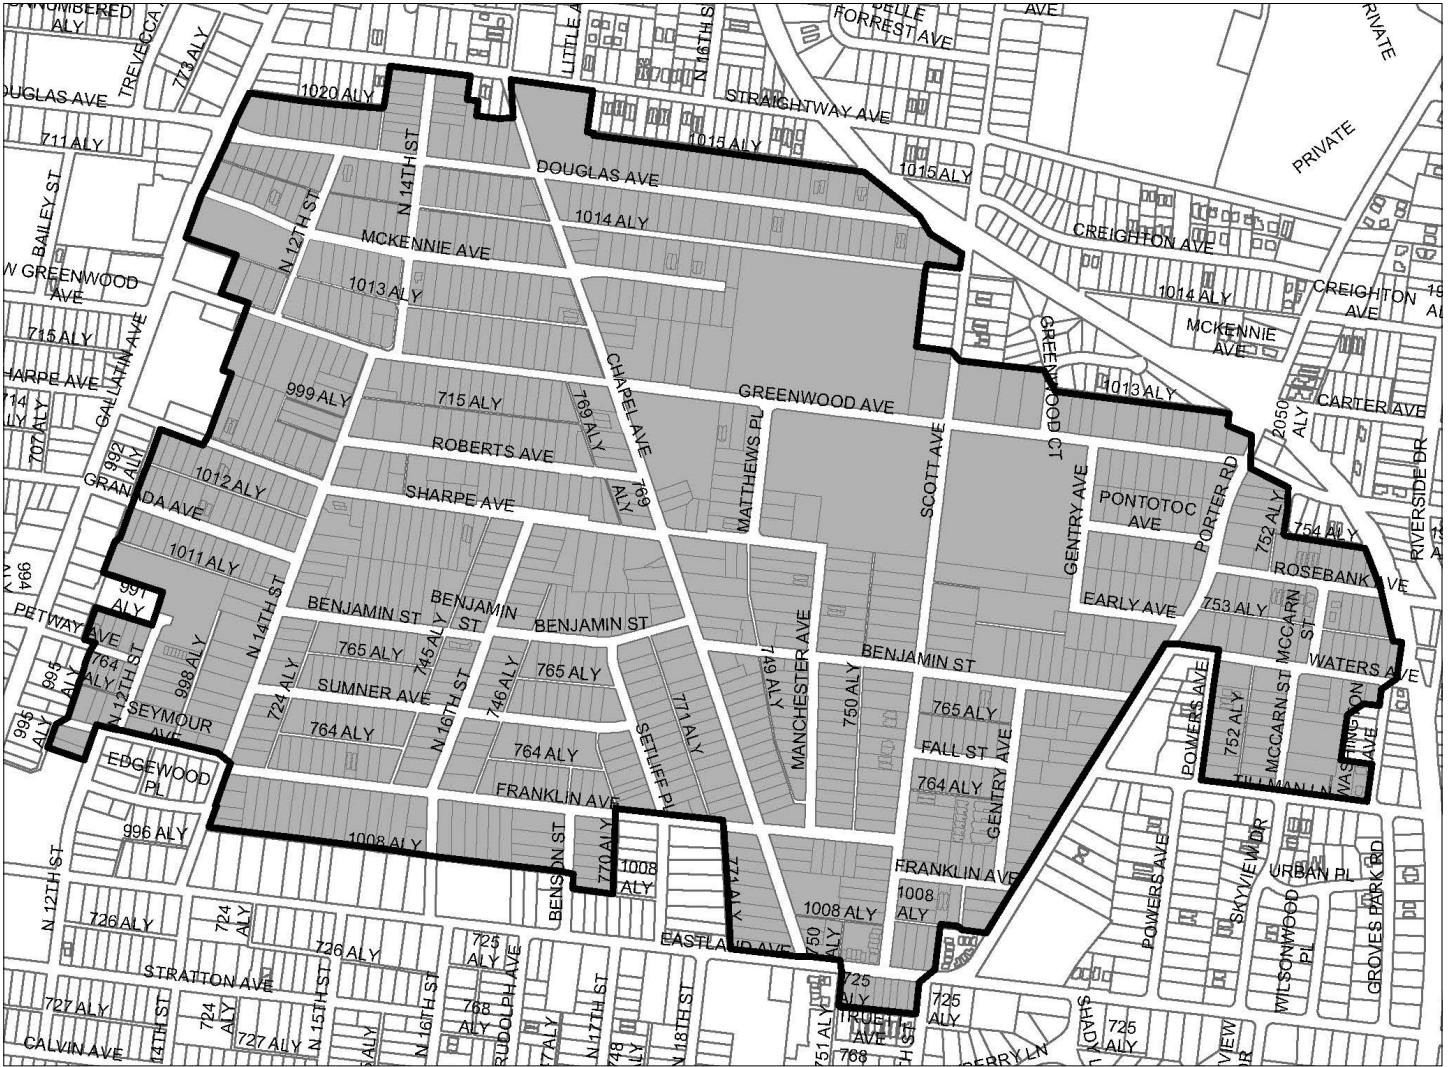 ALY
TREVECCA
773 ALY
LITTLE A
N 16TH S
FORREST AVE
AVE
PRIVATE
1020 ALY
DOUGLAS AVE
711 ALY
STRAIGHTWAY AVE
1015 ALY
1015 ALY
PRIVATE
BAILEY ST
N 14TH ST
DOUGLAS AVE
1014 ALY
N 12TH ST
MCKENNIE AVE
1013 ALY
CREIGHTON AVE
1014 ALY
CREIGHTON
AVE
MCKENNIE
AVE
W GREENWOOD
AVE
715 ALY
GALLATIN AVE
GREENWOOD CT
1013 ALY
CARTER AVE
2050
ALY
RIVERSIDE DR
HARPE AVE
707 ALY
999 ALY
715 ALY
769 ALY
CHAPEL AVE
GREENWOOD AVE
ROBERTS AVE
SHARPE AVE
769
ALY
MATTHEWS PL
SCOTT AVE
GENTRY AVE
PONTOTOC
AVE
PORTER RD
752 ALY
754 ALY
992
ALY
1012 ALY
GRANADA AVE
1011 ALY
994
991
ALY
ROSEBANK AVE
753 ALY
EARLY AVE
MCCARN
ST
WATERS AVE
PETWAY AVE
764
ALY
995
ALY
995
ALY
N 12TH ST
988 ALY
SEYMOUR
AVE
N 14TH ST
BENJAMIN ST
BENJAMIN
ST
BENJAMIN ST
765 ALY
745 ALY
765 ALY
724 ALY
SUMNER AVE
N 16TH ST
746 ALY
764 ALY
764 ALY
SETLIFF PL
771 ALY
749 ALY
MANCHESTER AVE
750 ALY
BENJAMIN ST
765 ALY
FALL ST
764 ALY
GENTRY AVE
POWERS AVE
752 ALY
MCCARN ST
WASHINGTON
AVE
TILLMAN LN
EDGEWOOD
PL
996 ALY
FRANKLIN AVE
1008 ALY
BENSON ST
770 ALY
1008
ALY
771 ALY
FRANKLIN AVE
1008
ALY
1008 ALY
750
ALY
EASTLAND AVE
725
ALY
TRUETT
AVE
768
751 ALY
725
ALY
POWERS AVE
SKYVIEW DR
URBAN PL
WILSONWOOD
PL
GROVES PARK RD
N 12TH ST
726 ALY
724
ALY
726 ALY
725
ALY
STRATTON AVE
727 ALY
724
ALY
727 ALY
N 15TH ST
N 16TH ST
768
ALY
RUDOLPH AVE
N 17TH ST
N 18TH ST
CALVIN AVE
14TH ST
748
725
ALY